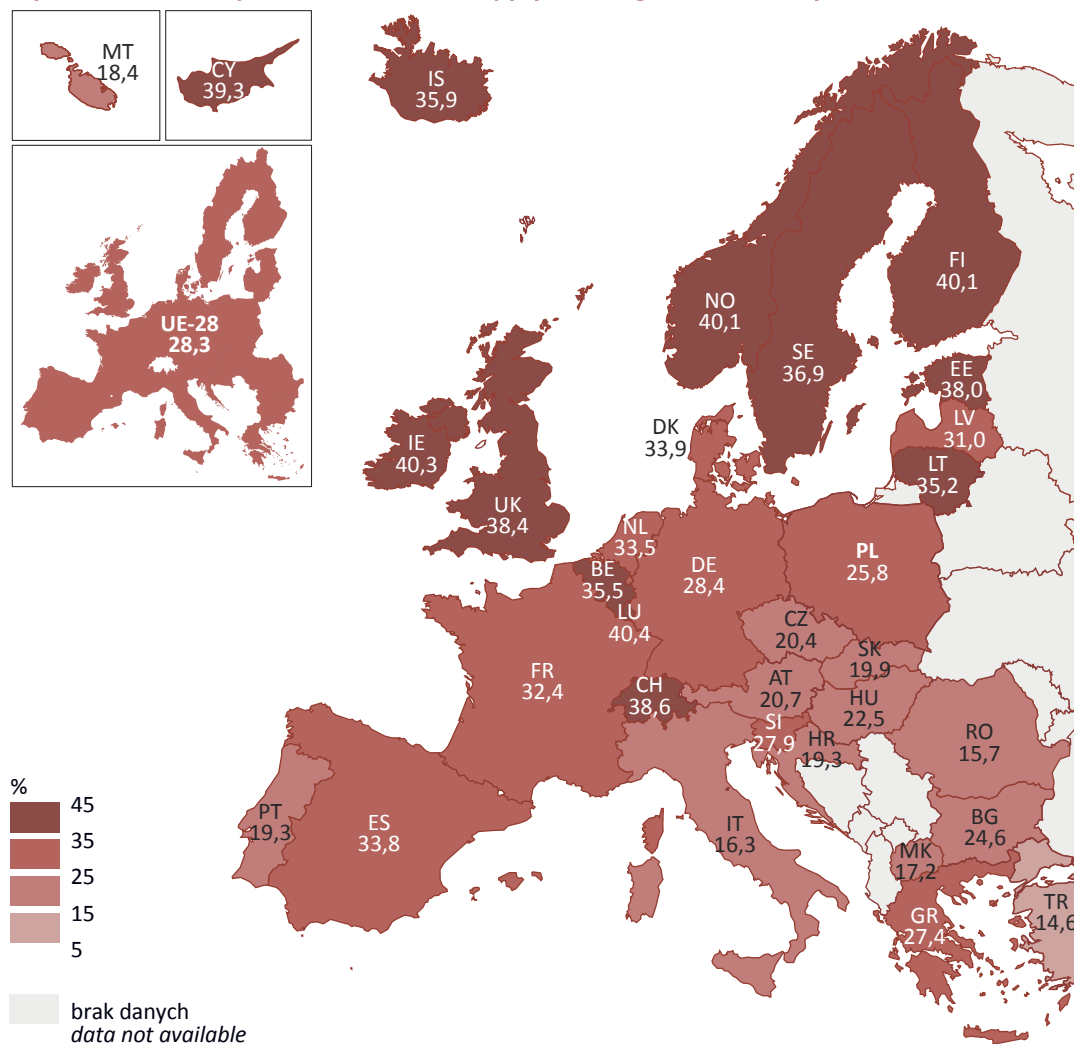 MT
18,4
CY
39,3
IS
35,9
UE-28
28,3
NO
40,1
FI
40,1
SE
36,9
EE
38,0
LV
31,0
LT
35,2
DK
33,9
IE
40,3
UK
38,4
NL
33,5
BE
35,5
LU
40,4
DE
28,4
PL
25,8
CZ
20,4
SK
19,9
AT
20,7
HU
22,5
FR
32,4
CH
38,6
SI
27,9
HR
19,3
RO
15,7
BG
24,6
PT
19,3
ES
33,8
IT
16,3
MK
17,2
GR
27,4
TR
14,6
%
45
35
25
15
5
brak danych
data not available